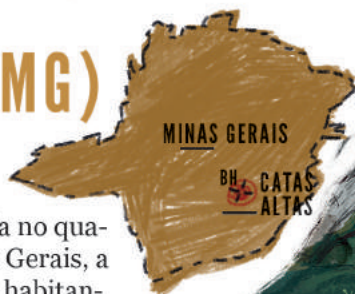 MG)
MINAS GERAIS
BH
CATAS
ALTAS
a no qua-
Gerais, a
habitan-